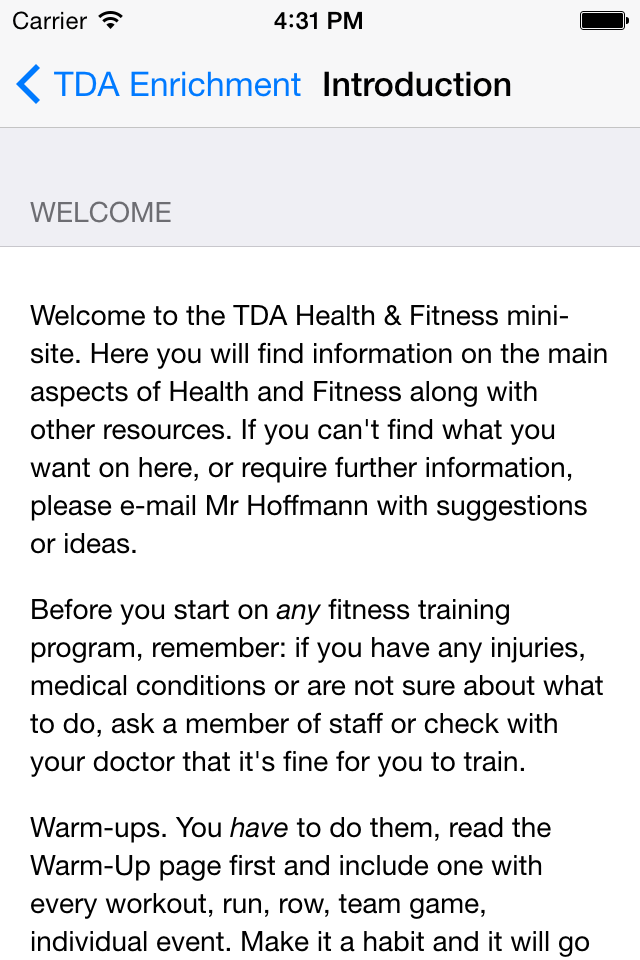 Carrier 4:31 PM
TDA Enrichment Introduction
WELCOME
Welcome to the TDA Health & Fitness mini-
site. Here you will find information on the main
aspects of Health and Fitness along with
other resources. If you can't find what you
want on here, or require further information,
please e-mail Mr Hoffmann with suggestions
or ideas.
Before you start on any fitness training
program, remember: if you have any injuries,
medical conditions or are not sure about what
to do, ask a member of staff or check with
your doctor that it's fine for you to train.
Warm-ups. You have to do them, read the
Warm-Up page first and include one with
every workout, run, row, team game,
individual event. Make it a habit and it will go